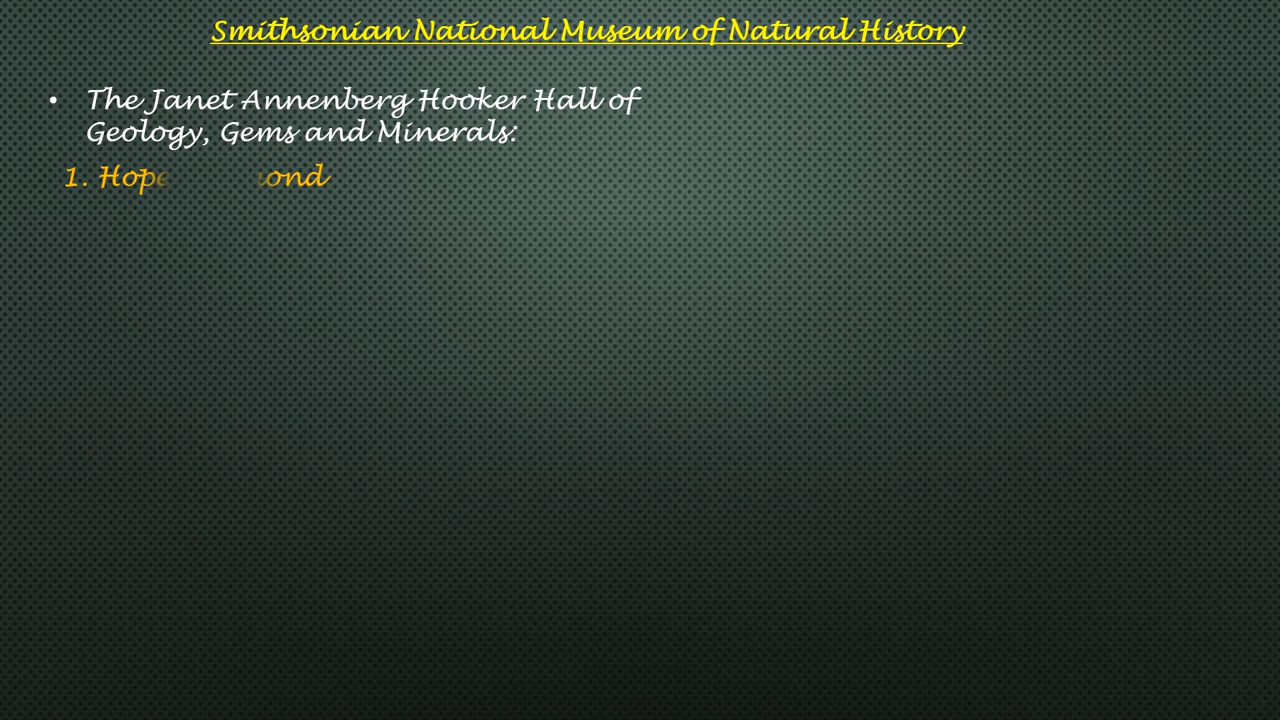 Smithsonian National Museum of Natural History
• The Janet Annenberg Hooker Hall of
Geology, Gems and Minerals:
1. Hope